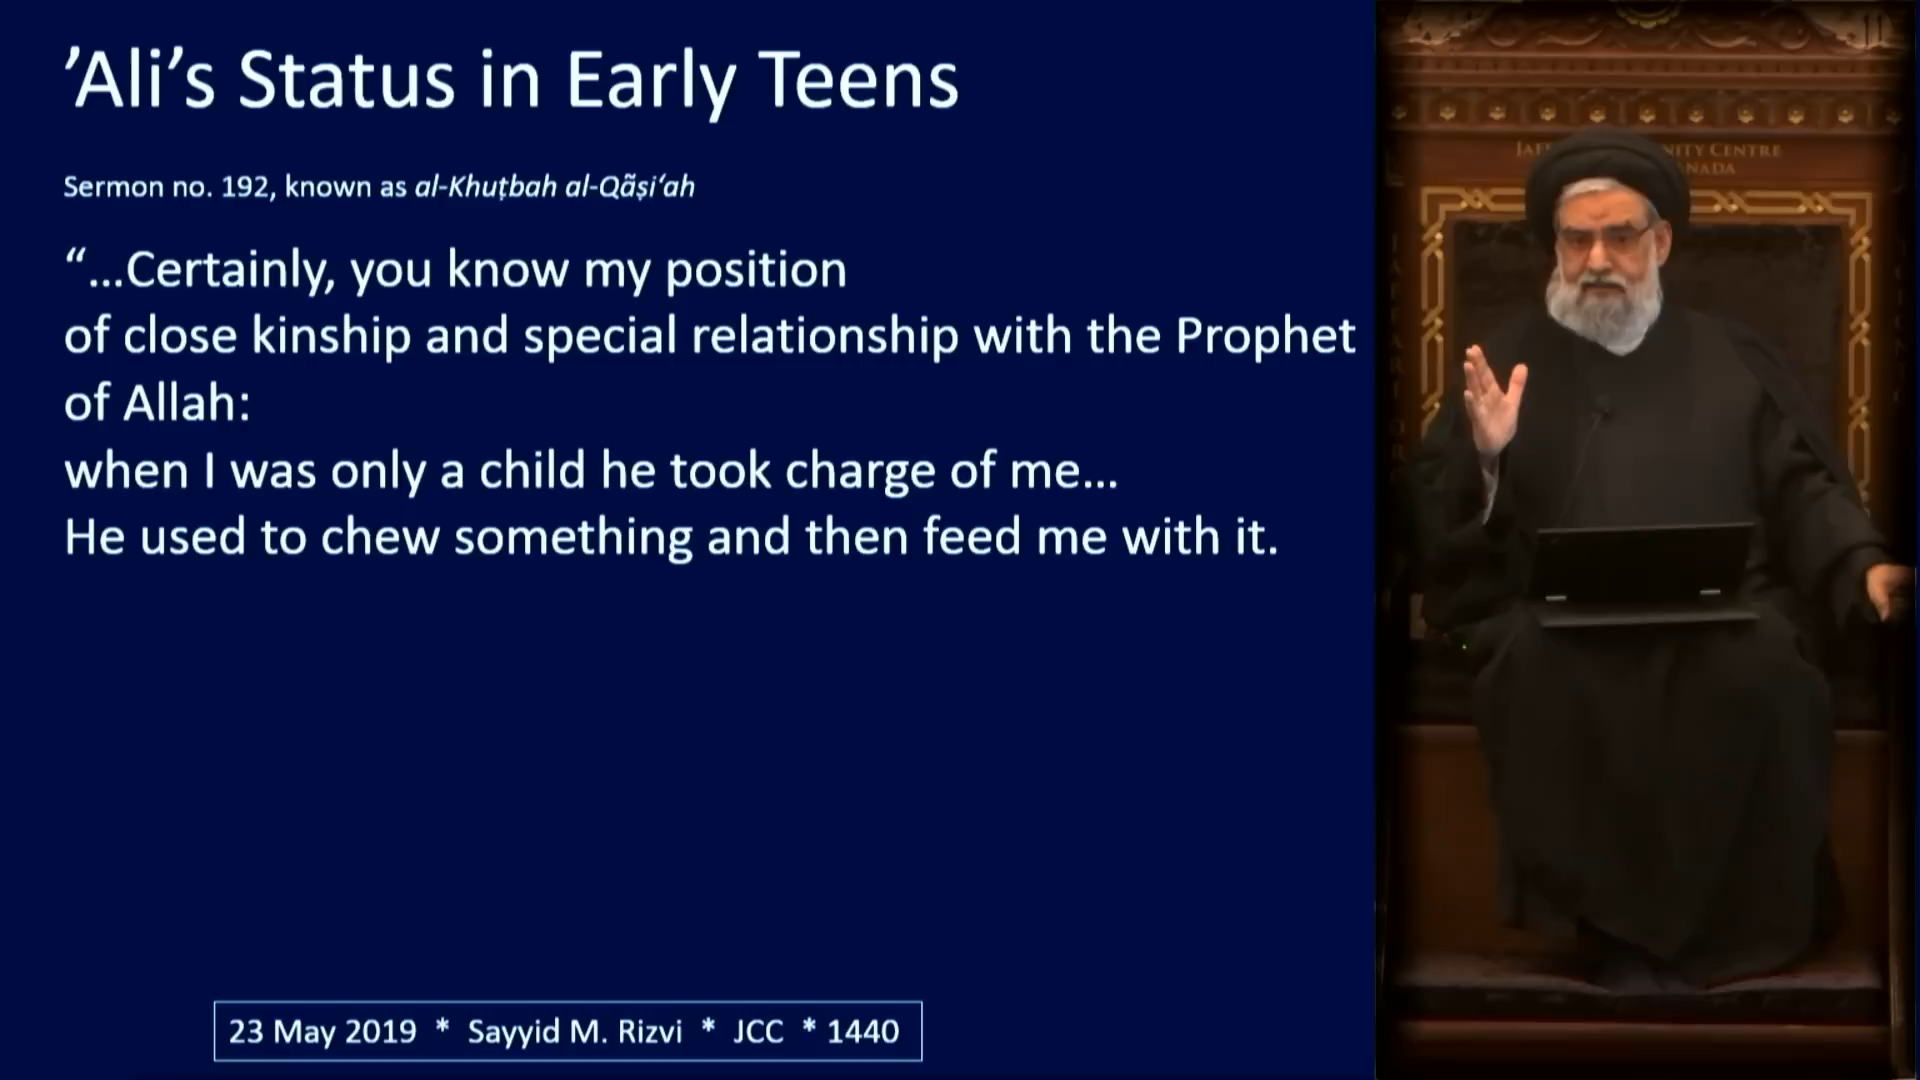 ’Ali’s Status in Early Teens
Sermon no. 192, known as al-Khuṭbah al-Qãṣi‘ah
“…Certainly, you know my position
of close kinship and special relationship with the Prophet
of Allah:
when I was only a child he took charge of me…
He used to chew something and then feed me with it.
23 May 2019 * Sayyid M. Rizvi * JCC * 1440
CENTRE